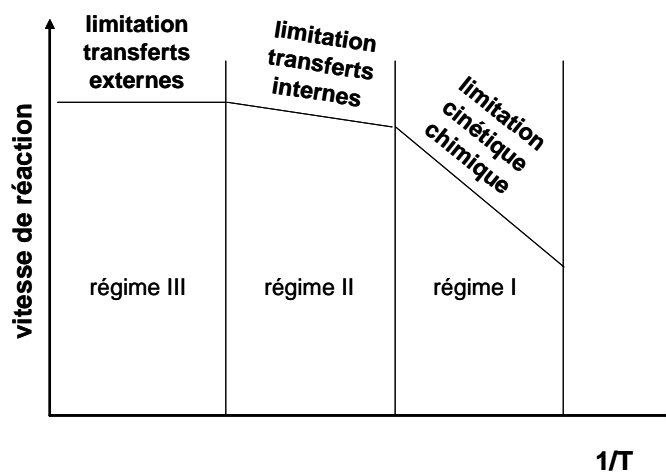 limitation
transferts
externes
limitation
transferts
internes
limitation
cinétique
chimique
vitesse de réaction
régime III
régime II
régime I
1/T